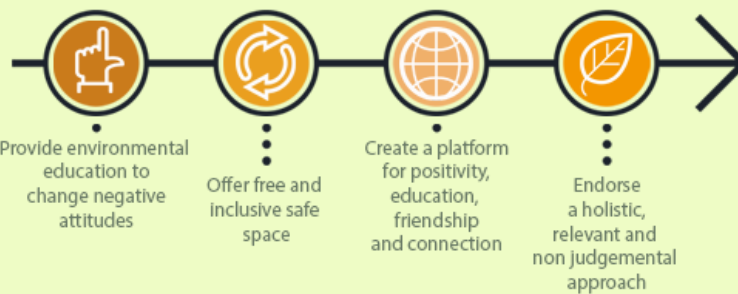 Provide environmental
education to
change negative
attitudes
Offer free and
inclusive safe
space
Create a platform
for positivity,
education,
friendship
and connection
Endorse
a holistic,
relevant and
non judgemental
approach